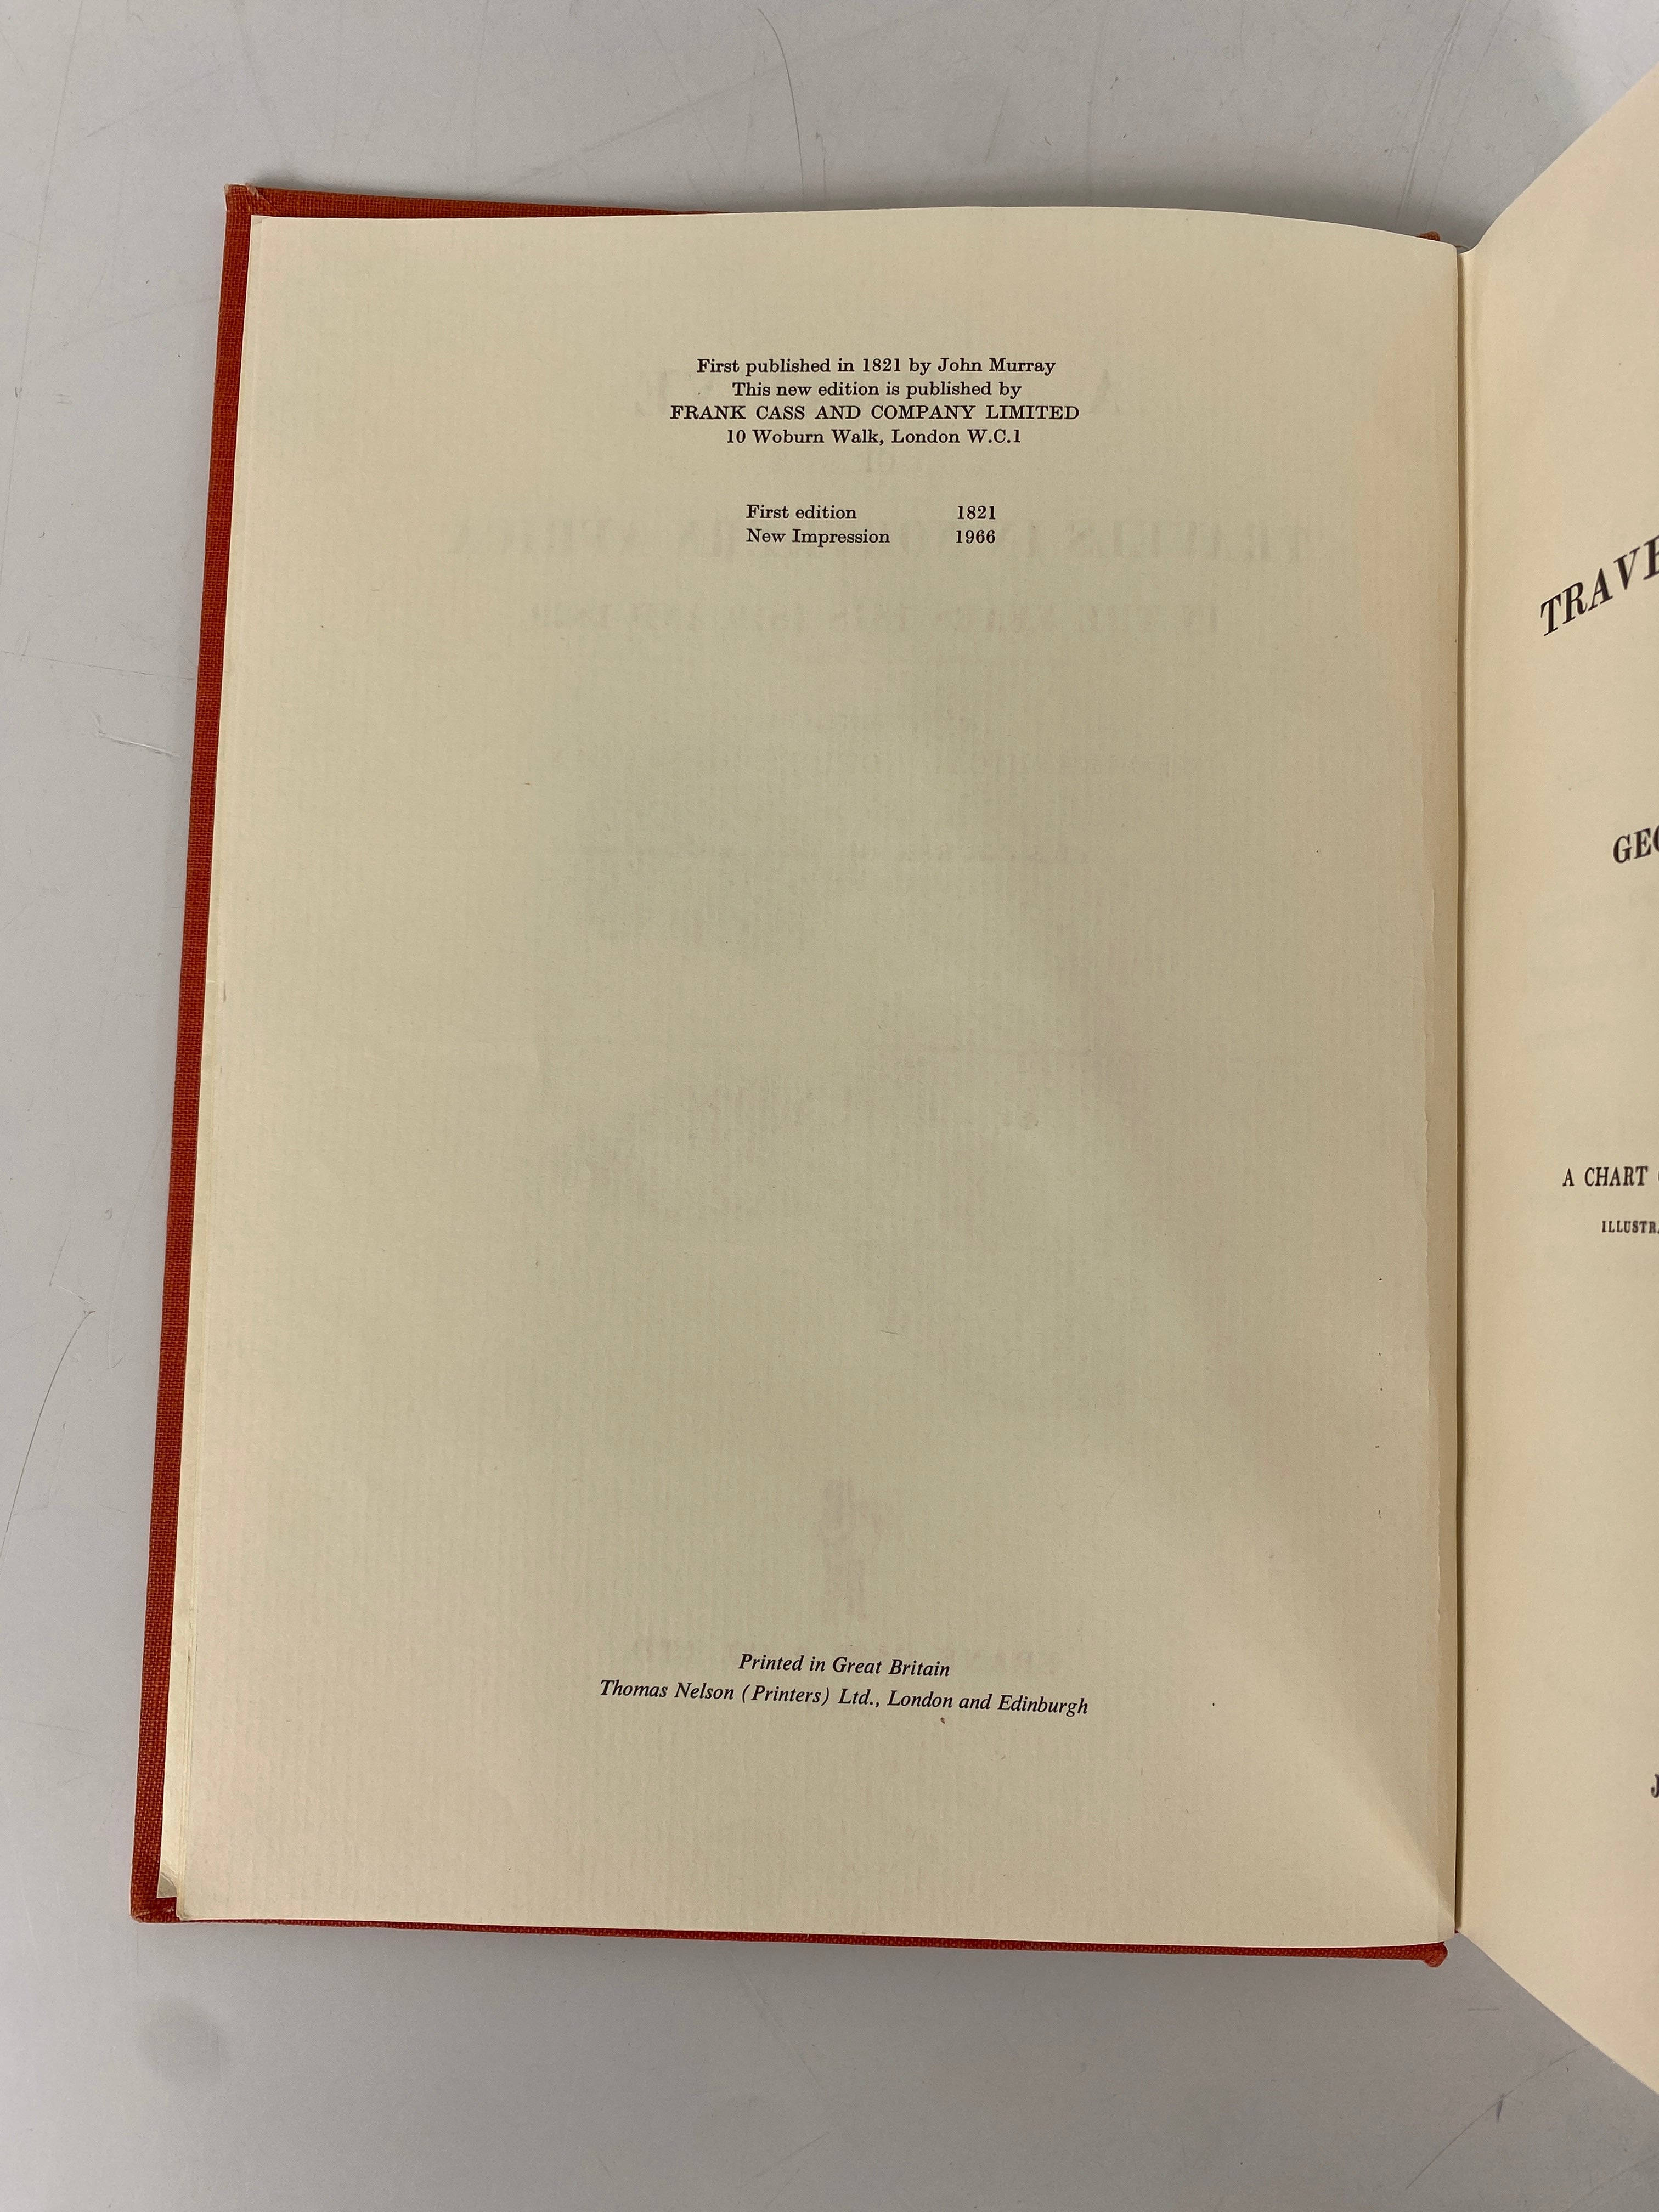 First published in 1821 by John Murray
This new edition is published by
FRANK CASS AND COMPANY LIMITED
10 Woburn Walk, London W.C.1
First edition 1821
New Impression 1966
Printed in Great Britain
Thomas Nelson (Printers) Ltd., London and Edinburgh
TRAVE
GEO
A CHART
ILLUSTRA
J